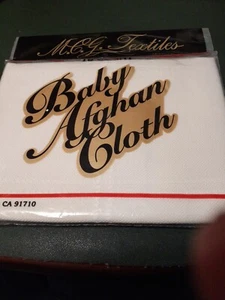 M.C.G. Textiles
Baby
Afghan
Cloth
CA 91710